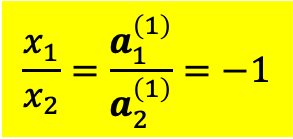 x₁/x₂ = a₁⁽¹⁾/a₂⁽¹⁾ = −1